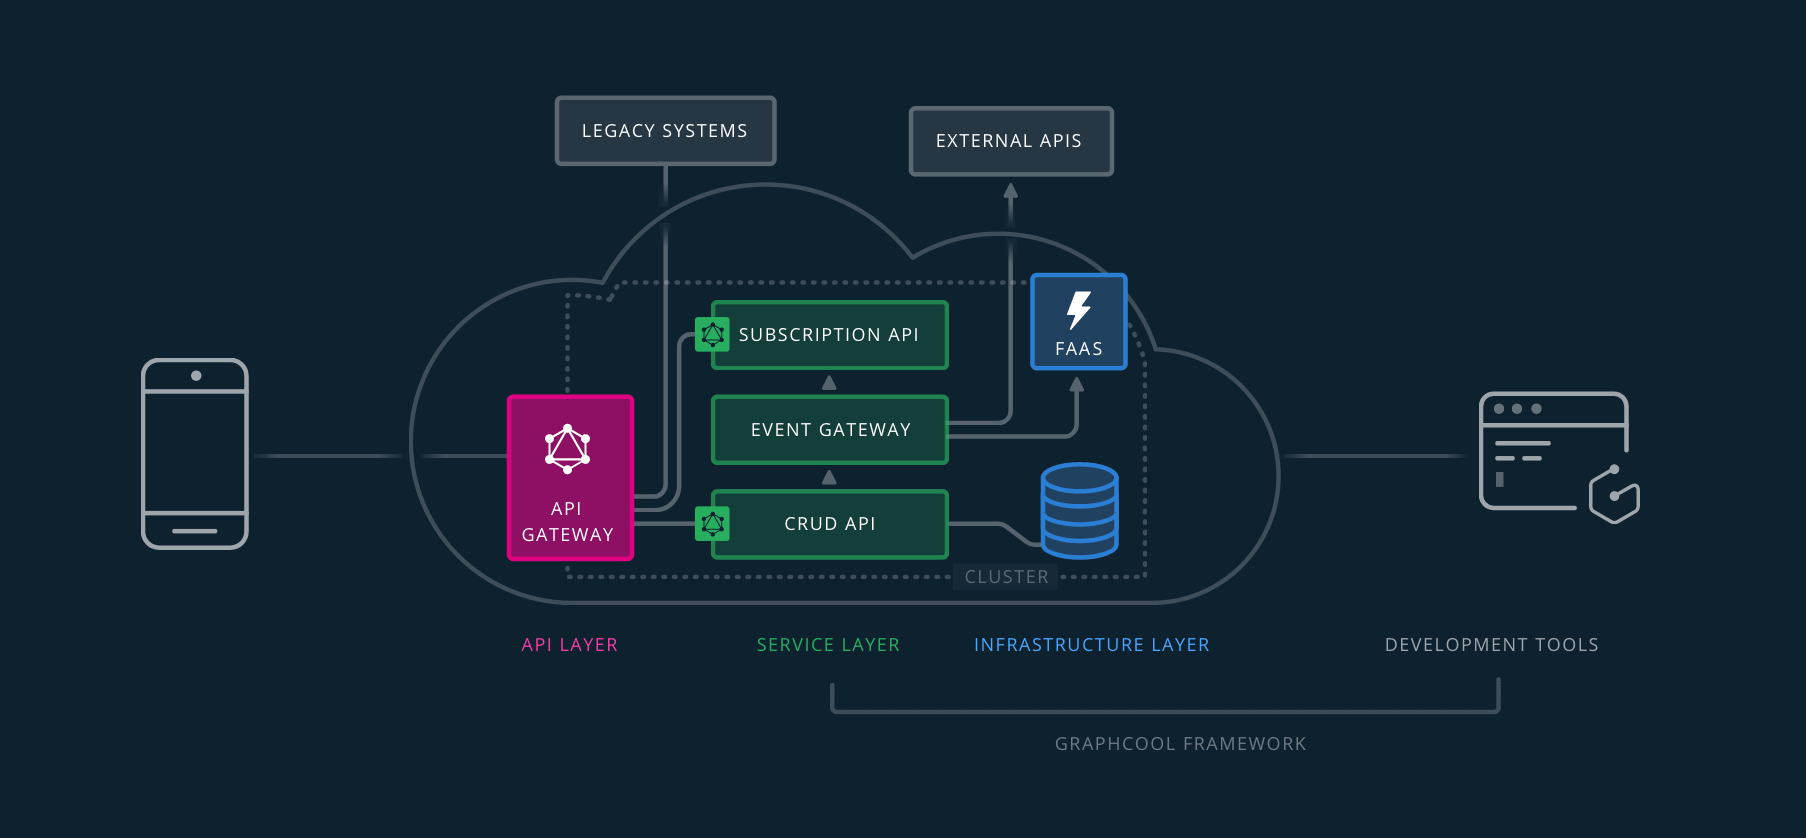 LEGACY SYSTEMS
EXTERNAL APIS
SUBSCRIPTION API
FAAS
EVENT GATEWAY
API
GATEWAY
CRUD API
CLUSTER
API LAYER
SERVICE LAYER
INFRASTRUCTURE LAYER
DEVELOPMENT TOOLS
GRAPHCOOL FRAMEWORK